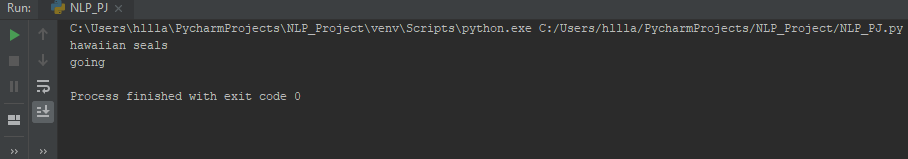 Run: NLP_PJ
C:\Users\hllla\PycharmProjects\NLP_Project\venv\Scripts\python.exe C:/Users/hllla/PycharmProjects/NLP_Project/NLP_PJ.py
hawaiian seals
going
Process finished with exit code 0